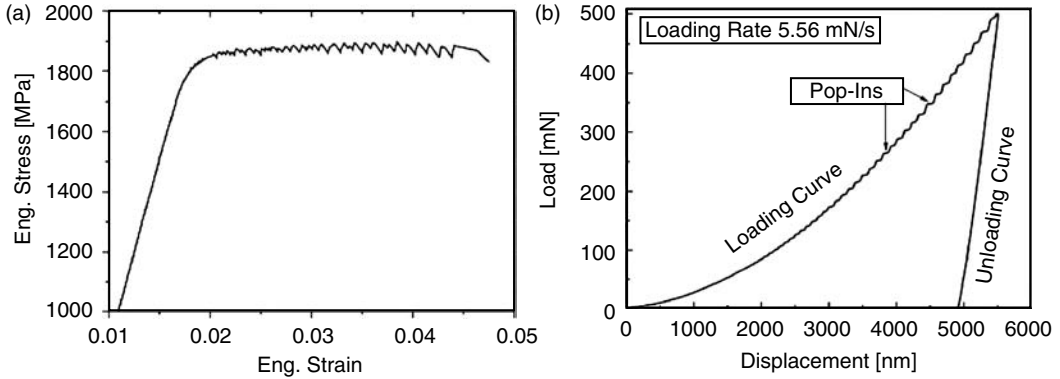 (a)
2000
1800
1600
1400
1200
1000
Eng. Stress [MPa]
0.01 0.02 0.03 0.04 0.05
Eng. Strain
(b)
500
400
300
200
100
0
Load [mN]
Loading Rate 5.56 mN/s
Pop-Ins
Loading Curve
Unloading Curve
0 1000 2000 3000 4000 5000 6000
Displacement [nm]